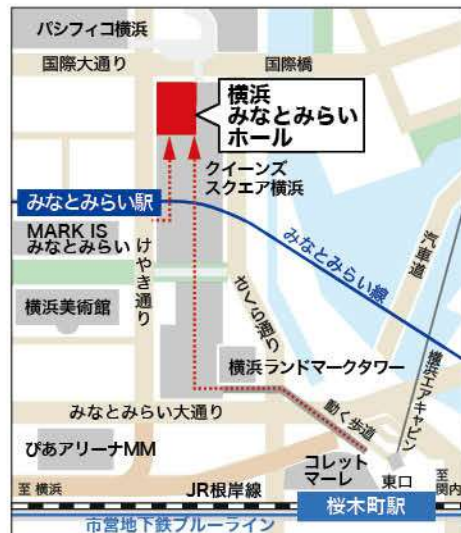 パシフィコ横浜
国際大通り
国際橋
横浜
みなとみらい
ホール
クイーンズ
スクエア横浜
みなとみらい駅
MARK IS
みなとみらい
けやき通り
みなとみらい線
汽車道
横浜美術館
さくら通り
横浜ランドマークタワー
横浜エアキャビン
みなとみらい大通り
動く歩道
ぴあアリーナMM
コレット
マーレ
東口
至 横浜
JR根岸線
桜木町駅
至
関内
市営地下鉄ブルーライン